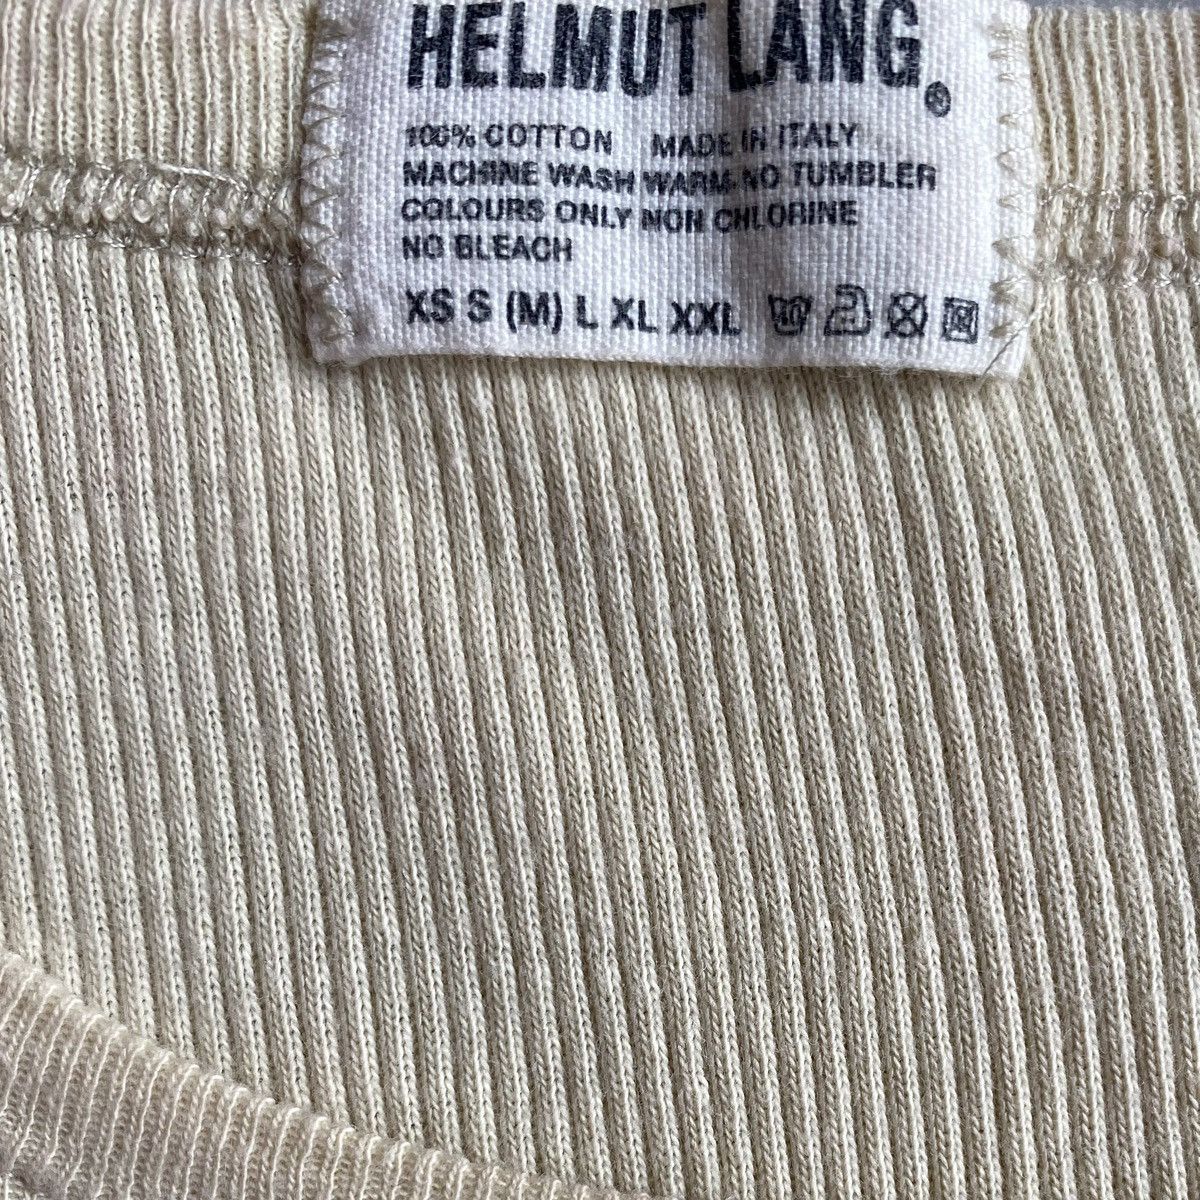 HELMUT LANG®
100% COTTON MADE IN ITALY
MACHINE WASH WARM-NO TUMBLER
COLOURS ONLY NON CHLORINE
NO BLEACH
XS S (M) L XL XXL 40